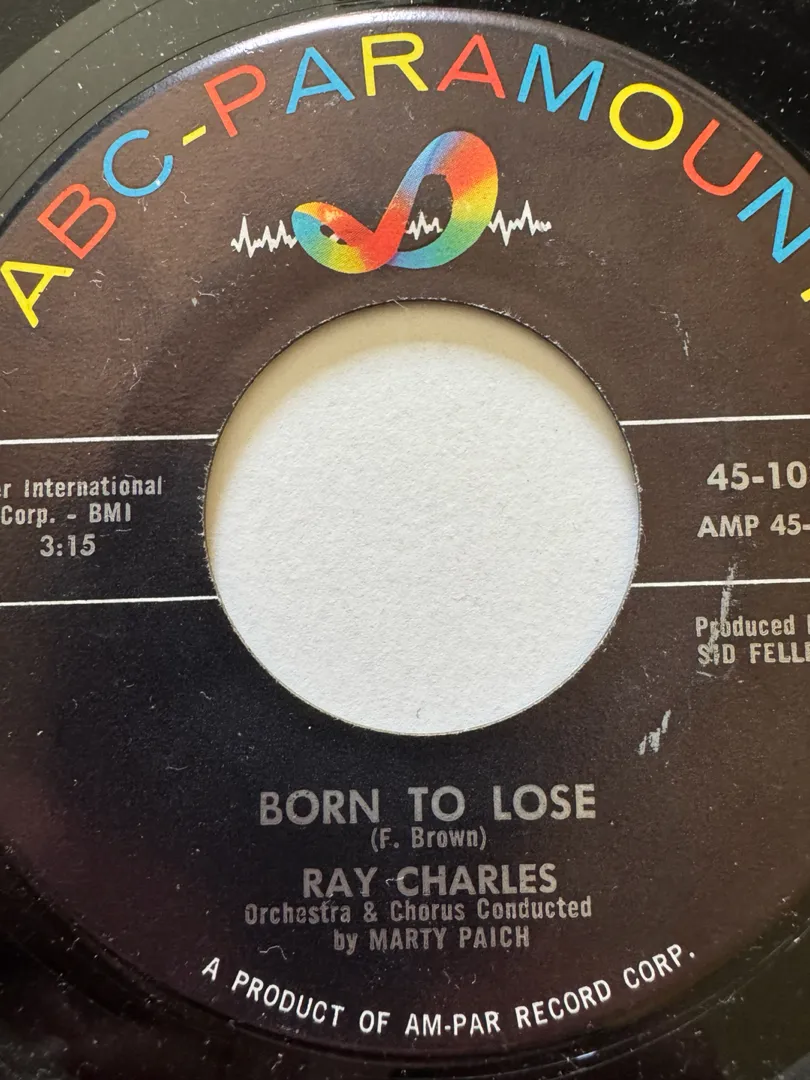 ABC-PARAMOUN
r International
Corp. - BMI
3:15
45-10
AMP 45-
Produced
SID FELL
BORN TO LOSE
(F. Brown)
RAY CHARLES
Orchestra & Chorus Conducted
by MARTY PAICH
A PRODUCT OF AM-PAR RECORD CORP.